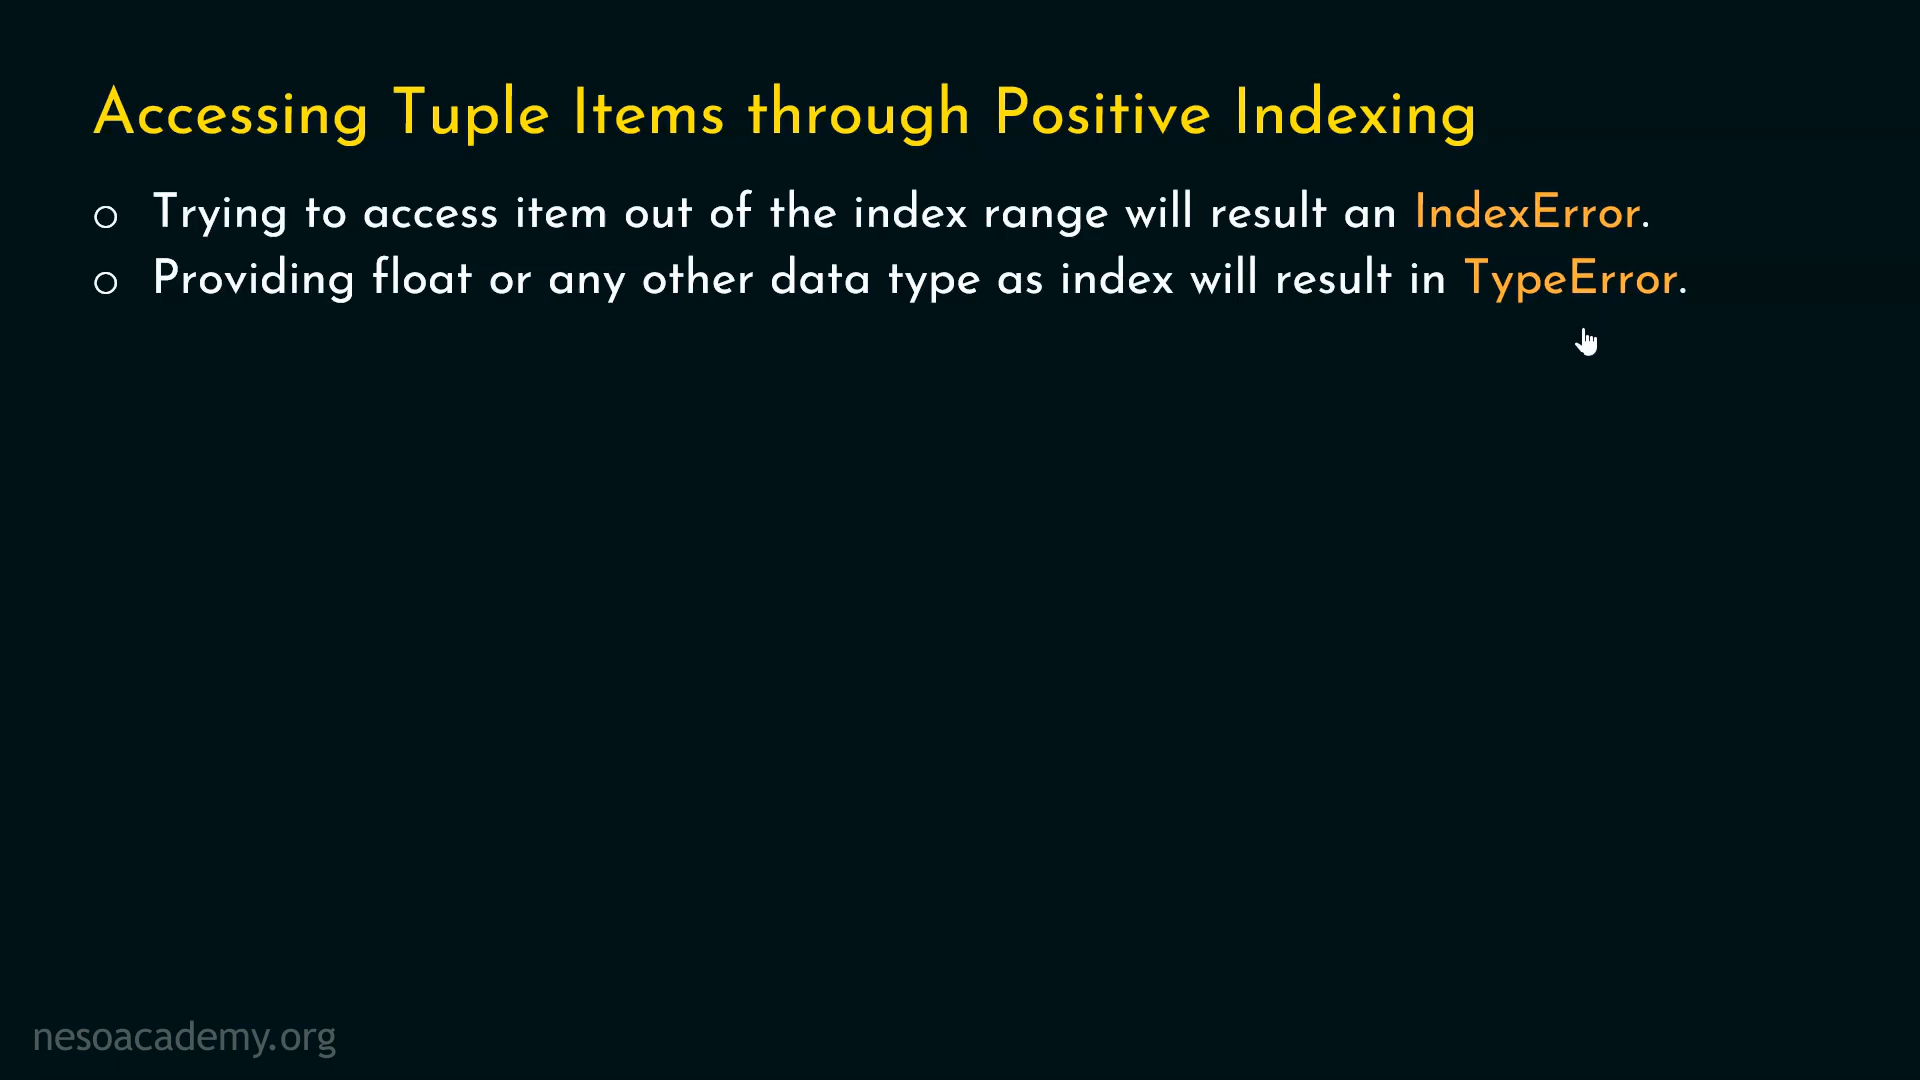 Accessing Tuple Items through Positive Indexing
○ Trying to access item out of the index range will result an IndexError.
○ Providing float or any other data type as index will result in TypeError.
nesoacademy.org